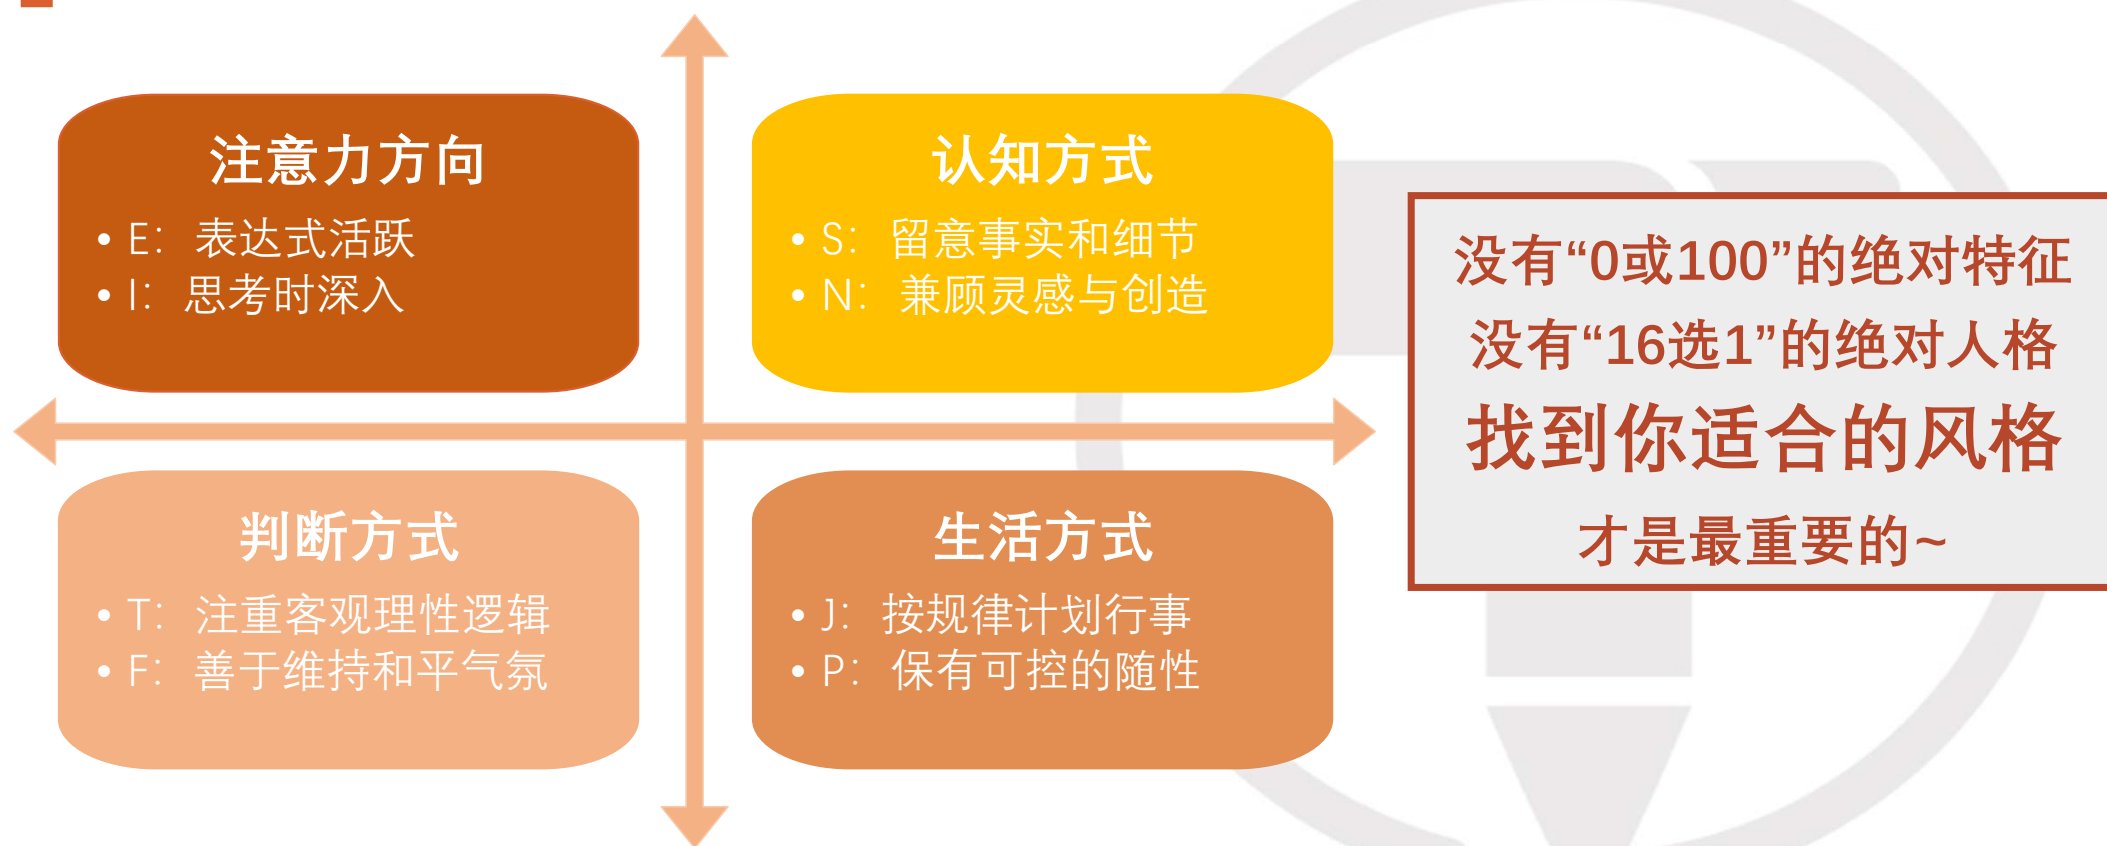 注意力方向
• E：表达式活跃
• I：思考时深入
认知方式
• S：留意事实和细节
• N：兼顾灵感与创造
判断方式
• T：注重客观理性逻辑
• F：善于维持和平气氛
生活方式
• J：按规律计划行事
• P：保有可控的随性
没有“0或100”的绝对特征
没有“16选1”的绝对人格
找到你适合的风格
才是最重要的~